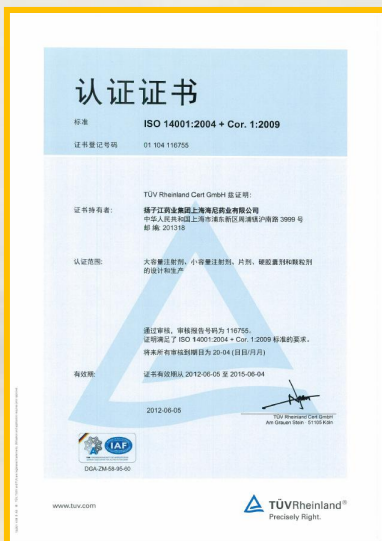 认证证书
标准 ISO 14001:2004 + Cor. 1:2009
证书登记号码 01 104 116755
TÜV Rheinland Cert GmbH 兹证明:
证书持有者: 扬子江药业集团上海海尼药业有限公司
中华人民共和国上海市浦东新区周浦镇沪南路 3999 号
邮编: 201318
认证范围: 大容量注射剂、小容量注射剂、片剂、硬胶囊剂和颗粒剂
的设计和生产
通过审核，审核报告号码为 116755,
证明满足了 ISO 14001:2004 + Cor. 1:2009 标准的要求。
将来所有审核到期日为 20-04 (日日/月月)
有效期: 证书有效期从 2012-06-05 至 2015-06-04
2012-06-05
TÜV Rheinland Cert GmbH
Am Grauen Stein · 51105 Köln
IAF
DGA-ZM-58-95-60
www.tuv.com
TÜVRheinland®
Precisely Right.